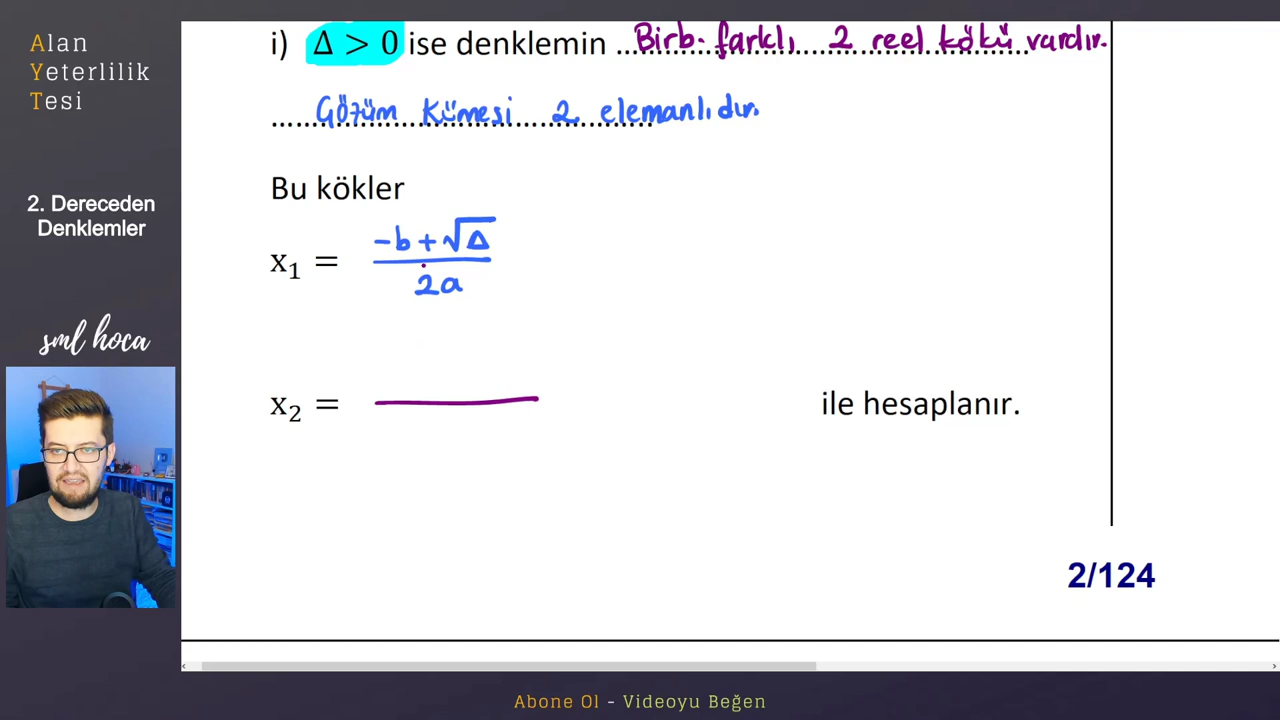 Alan
Yeterlilik
Tesi
2. Dereceden
Denklemler
sml hoca
i) Δ > 0 ise denklemin ...Birb. farklı 2 reel kökü vardır.
...Çözüm Kümesi 2 elemanlıdır.
Bu kökler
x₁ = (-b+√Δ)/2a
x₂ = ile hesaplanır.
2/124
Abone Ol - Videoyu Beğen